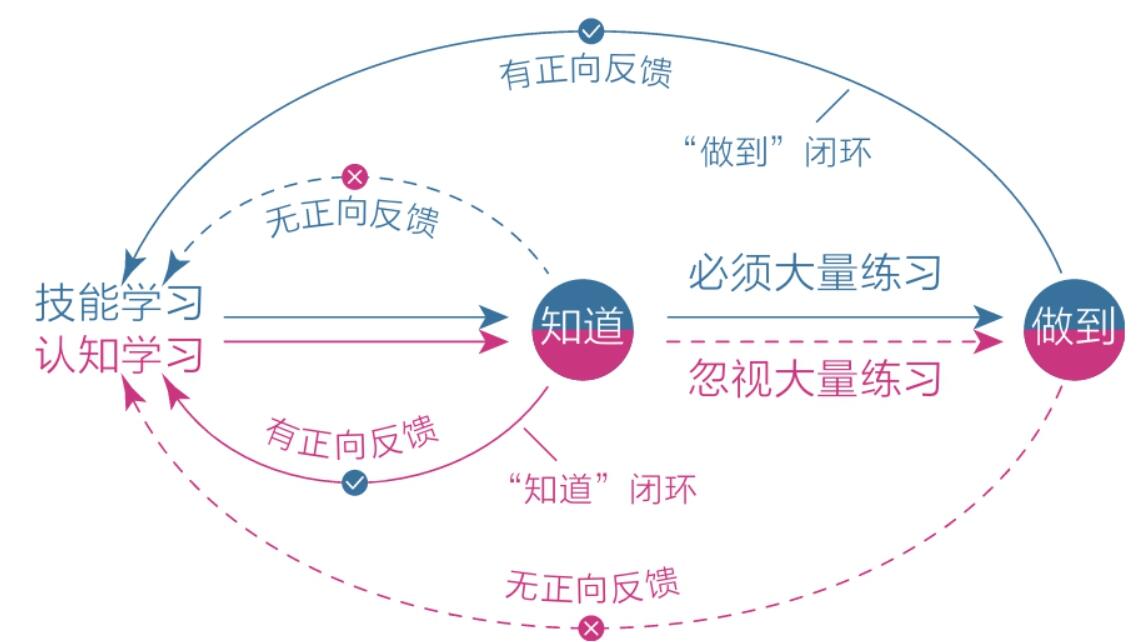 有正向反馈
“做到”闭环
无正向反馈
必须大量练习
技能学习
知道
做到
认知学习
忽视大量练习
有正向反馈
“知道”闭环
无正向反馈